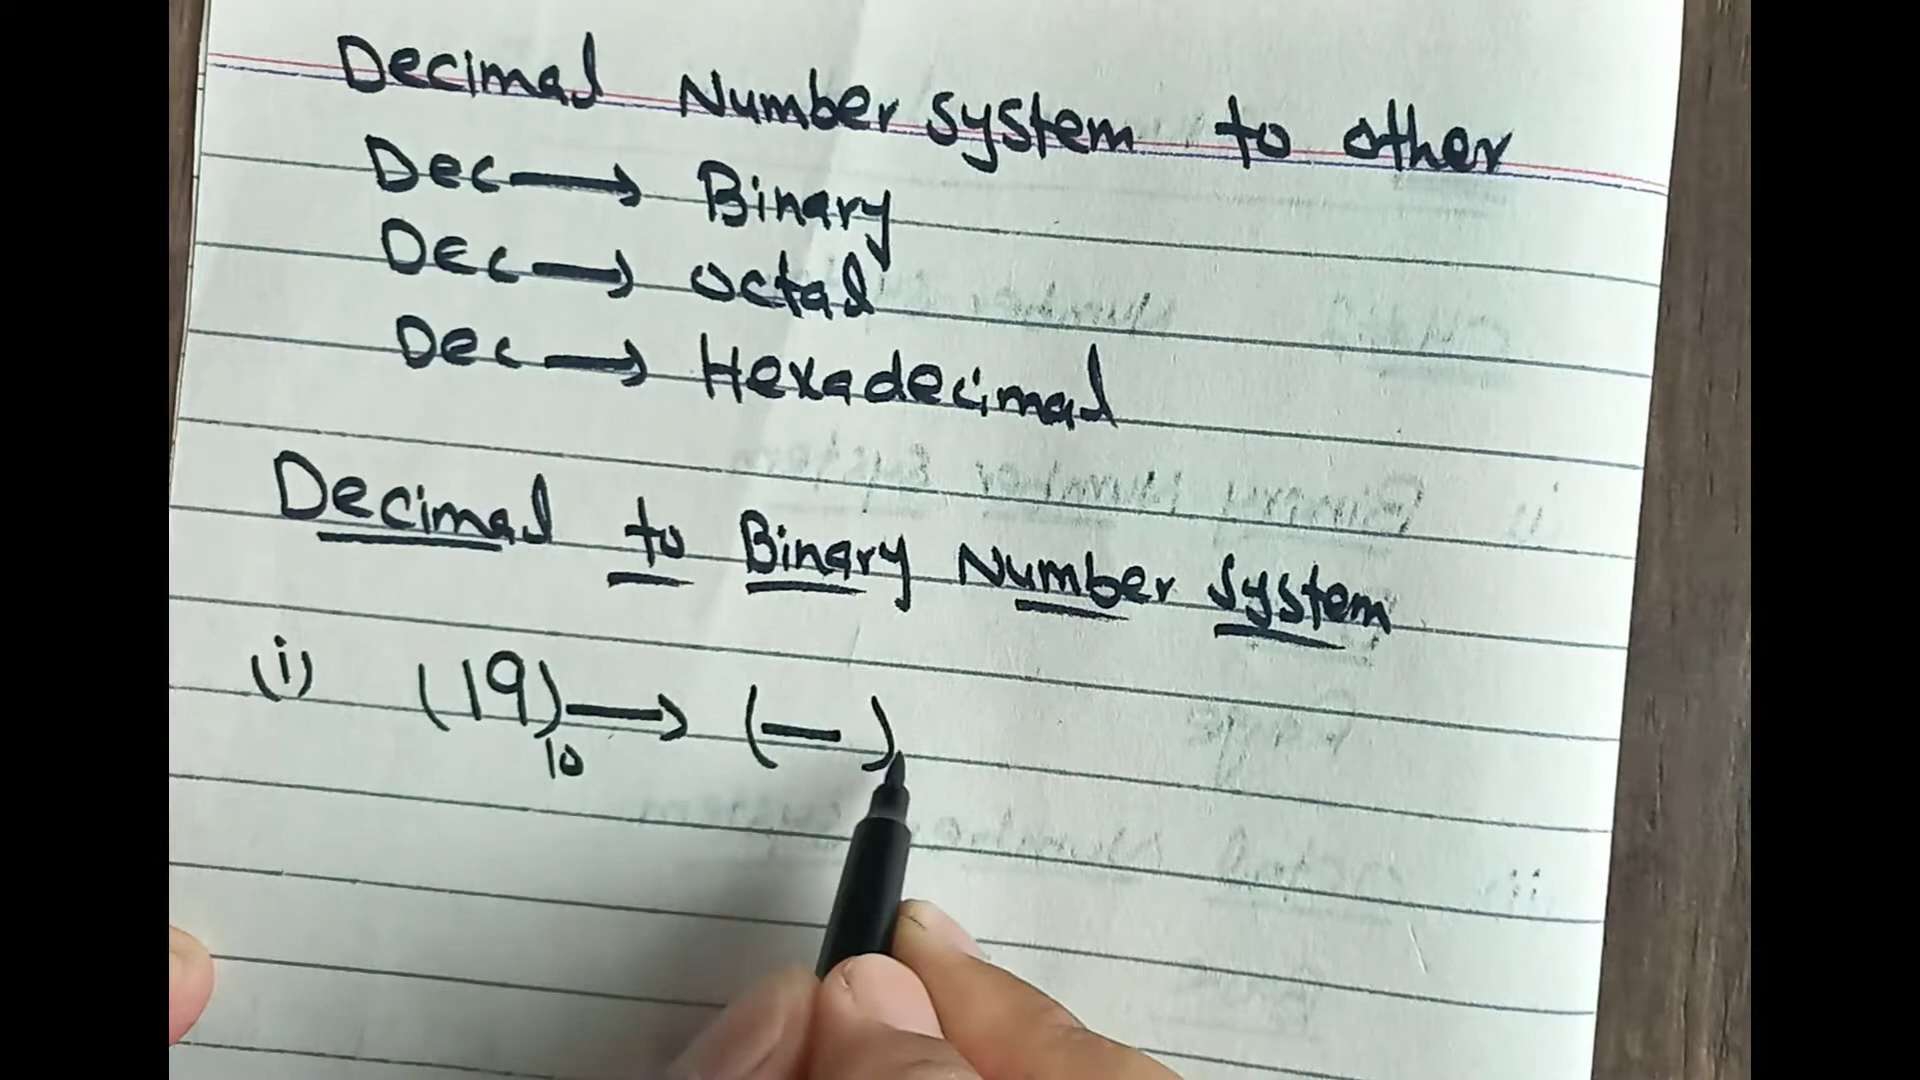 Decimal Number System to other
Dec → Binary
Dec → octal
Dec → Hexadecimal
Decimal to Binary Number System
(i) (19)10 → (— )